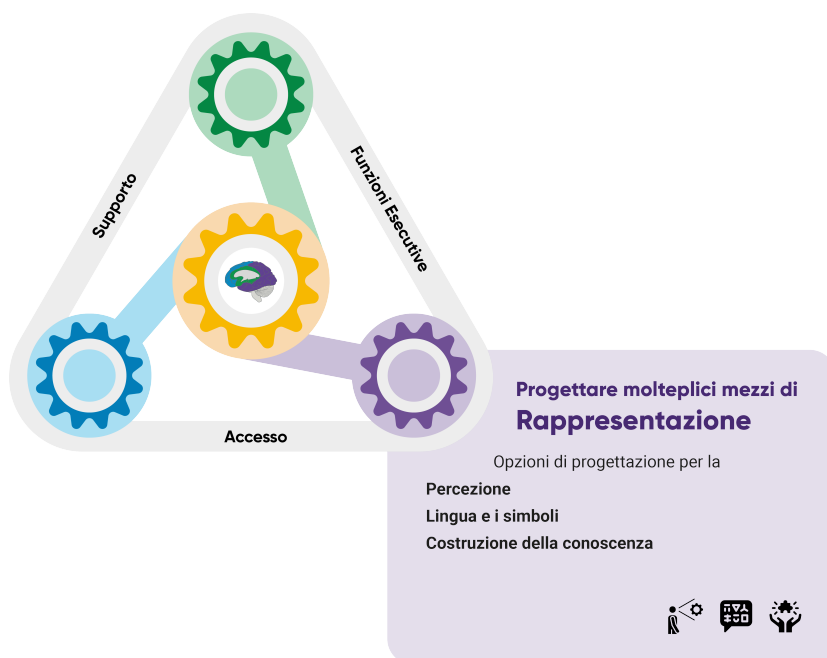 Supporto
Funzioni Esecutive
Accesso
Progettare molteplici mezzi di
Rappresentazione
Opzioni di progettazione per la
Percezione
Lingua e i simboli
Costruzione della conoscenza